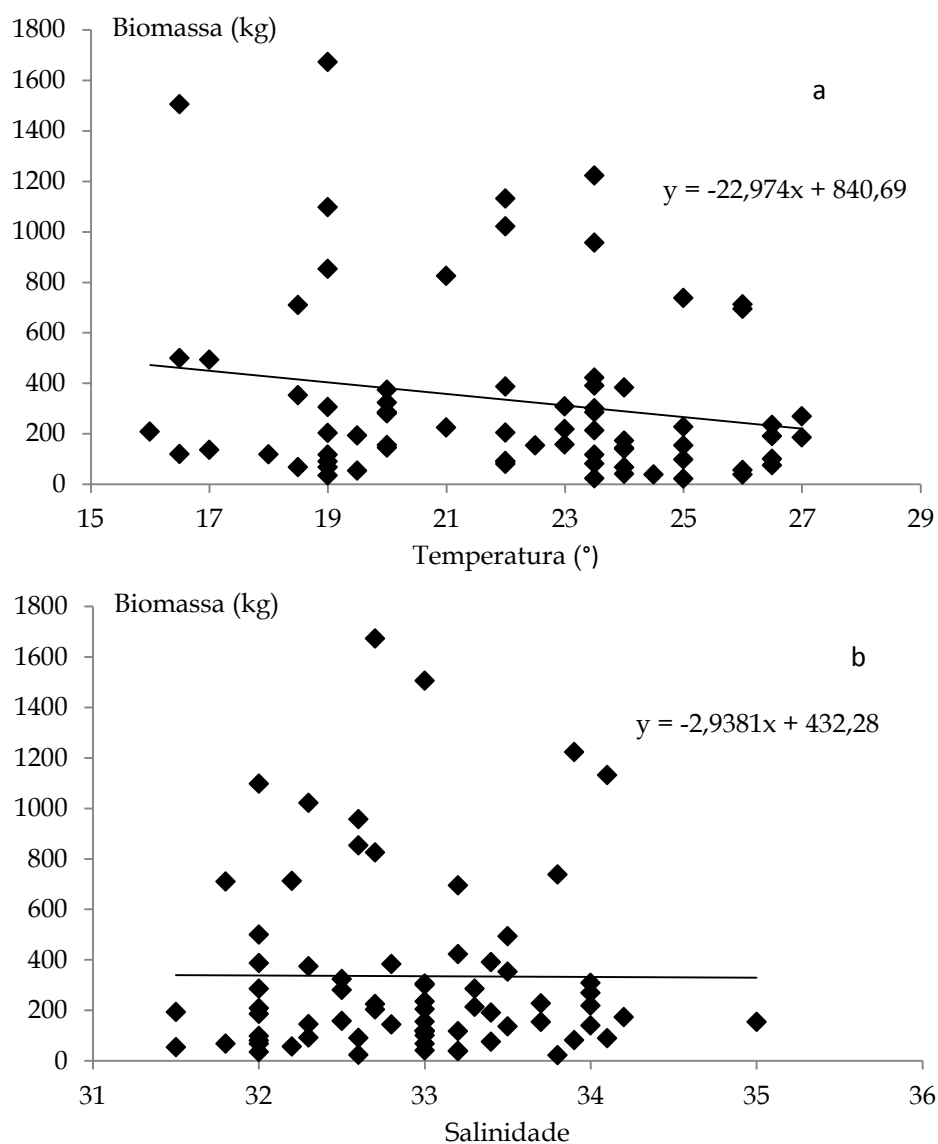 Biomassa (kg)
1800
1600
1400
1200
1000
800
600
400
200
0
a
y = -22,974x + 840,69
15 17 19 21 23 25 27 29
Temperatura (°)
Biomassa (kg)
1800
1600
1400
1200
1000
800
600
400
200
0
b
y = -2,9381x + 432,28
31 32 33 34 35 36
Salinidade